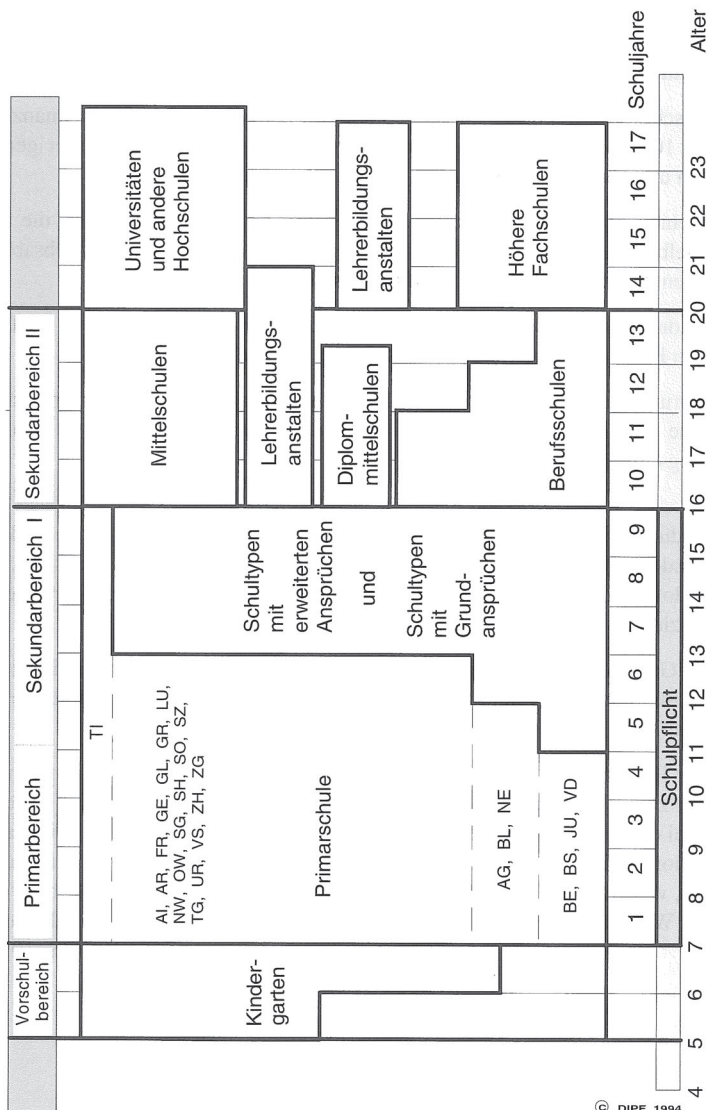 Vorschul-
bereich
Primarbereich
Sekundarbereich I
Sekundarbereich II
Kinder-
garten
TI
AI, AR, FR, GE, GL, GR, LU,
NW, OW, SG, SH, SO, SZ,
TG, UR, VS, ZH, ZG
Primarschule
AG, BL, NE
BE, BS, JU, VD
Schultypen
mit
erweiterten
Ansprüchen
und
Schultypen
mit
Grund-
ansprüchen
Mittelschulen
Lehrerbildungs-
anstalten
Diplom-
mittelschulen
Berufsschulen
Universitäten
und andere
Hochschulen
Lehrerbildungs-
anstalten
Höhere
Fachschulen
1 2 3 4 5 6 7 8 9 10 11 12 13 14 15 16 17 Schuljahre
Schulpflicht
4 5 6 7 8 9 10 11 12 13 14 15 16 17 18 19 20 21 22 23 Alter
© DIPF 1994